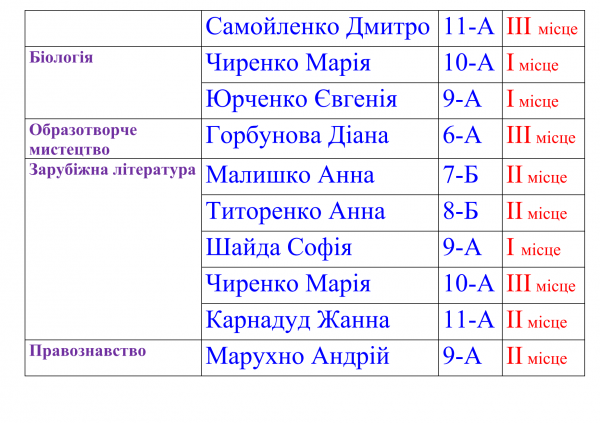 Самойленко Дмитро 11-А III місце
Біологія Чиренко Марія 10-А I місце
Юрченко Євгенія 9-А I місце
Образотворче мистецтво Горбунова Діана 6-А III місце
Зарубіжна література Малишко Анна 7-Б II місце
Титоренко Анна 8-Б II місце
Шайда Софія 9-А I місце
Чиренко Марія 10-А III місце
Карнадуд Жанна 11-А II місце
Правознавство Марухно Андрій 9-А II місце